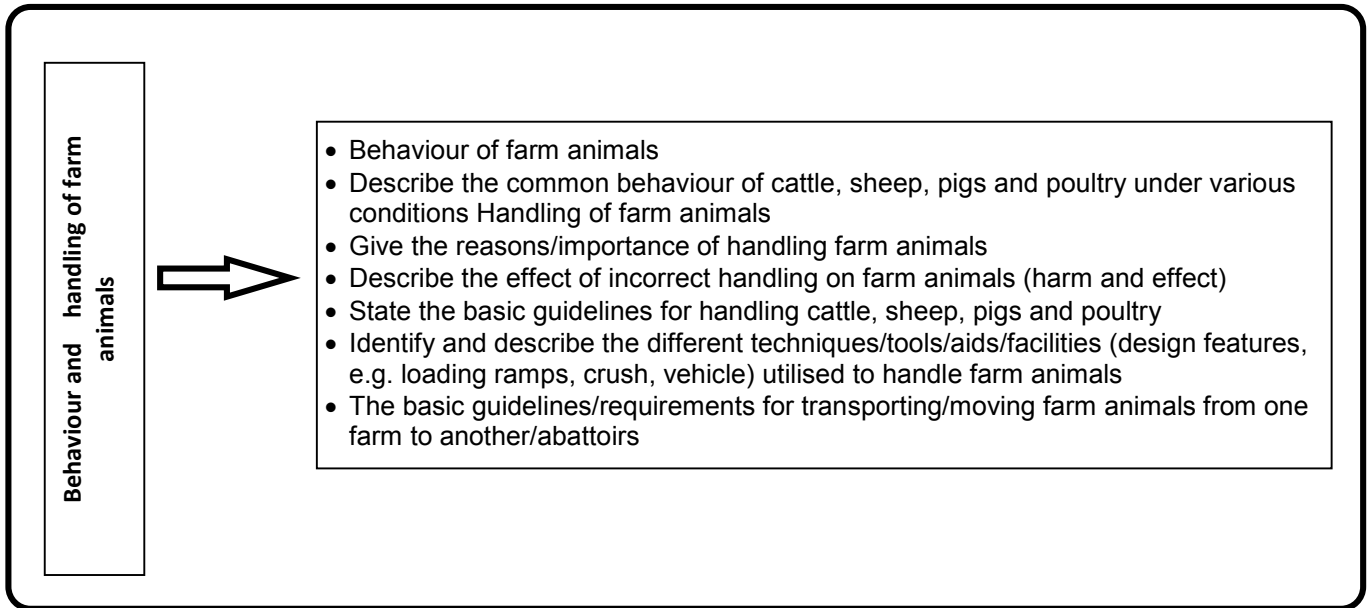 Behaviour and handling of farm
animals
• Behaviour of farm animals
• Describe the common behaviour of cattle, sheep, pigs and poultry under various
conditions Handling of farm animals
• Give the reasons/importance of handling farm animals
• Describe the effect of incorrect handling on farm animals (harm and effect)
• State the basic guidelines for handling cattle, sheep, pigs and poultry
• Identify and describe the different techniques/tools/aids/facilities (design features,
e.g. loading ramps, crush, vehicle) utilised to handle farm animals
• The basic guidelines/requirements for transporting/moving farm animals from one
farm to another/abattoirs